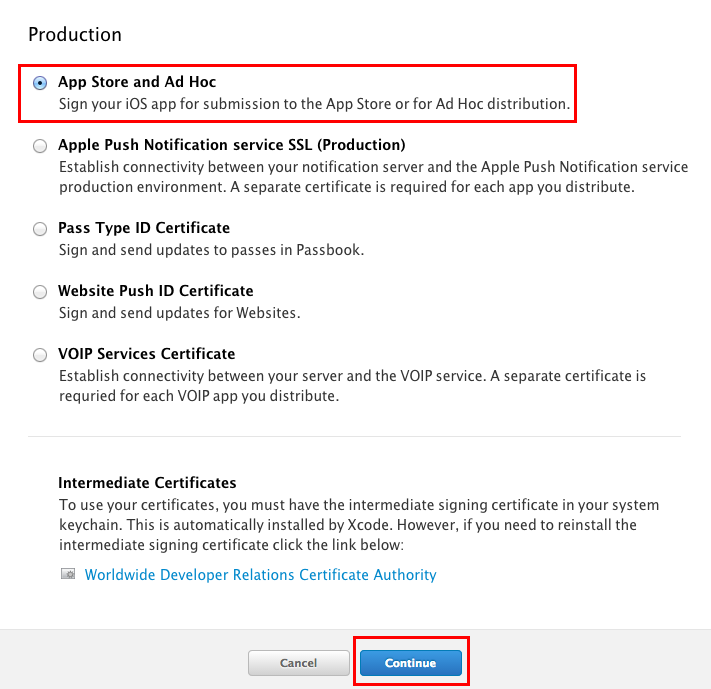 Production
App Store and Ad Hoc
Sign your iOS app for submission to the App Store or for Ad Hoc distribution.
Apple Push Notification service SSL (Production)
Establish connectivity between your notification server and the Apple Push Notification service
production environment. A separate certificate is required for each app you distribute.
Pass Type ID Certificate
Sign and send updates to passes in Passbook.
Website Push ID Certificate
Sign and send updates for Websites.
VOIP Services Certificate
Establish connectivity between your server and the VOIP service. A separate certificate is
requried for each VOIP app you distribute.
Intermediate Certificates
To use your certificates, you must have the intermediate signing certificate in your system
keychain. This is automatically installed by Xcode. However, if you need to reinstall the
intermediate signing certificate click the link below:
Worldwide Developer Relations Certificate Authority
Cancel
Continue